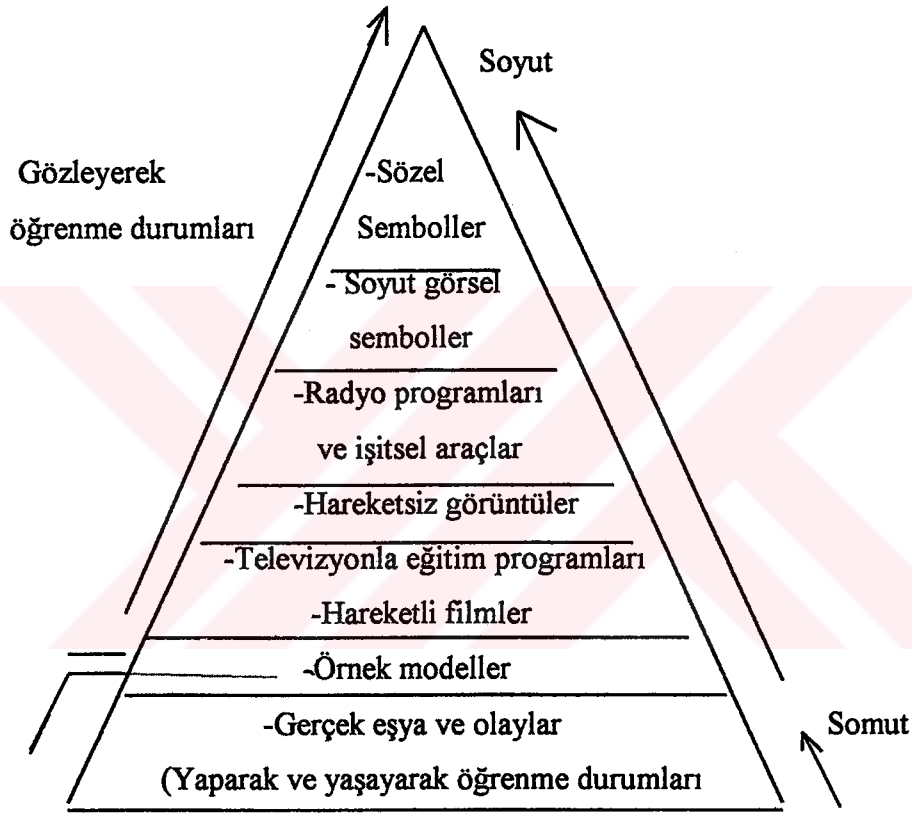 Soyut
Gözleyerek
öğrenme durumları
-Sözel
Semboller
- Soyut görsel
semboller
-Radyo programları
ve işitsel araçlar
-Hareketsiz görüntüler
-Televizyonla eğitim programları
-Hareketli filmler
-Örnek modeller
-Gerçek eşya ve olaylar
Somut
(Yaparak ve yaşayarak öğrenme durumları